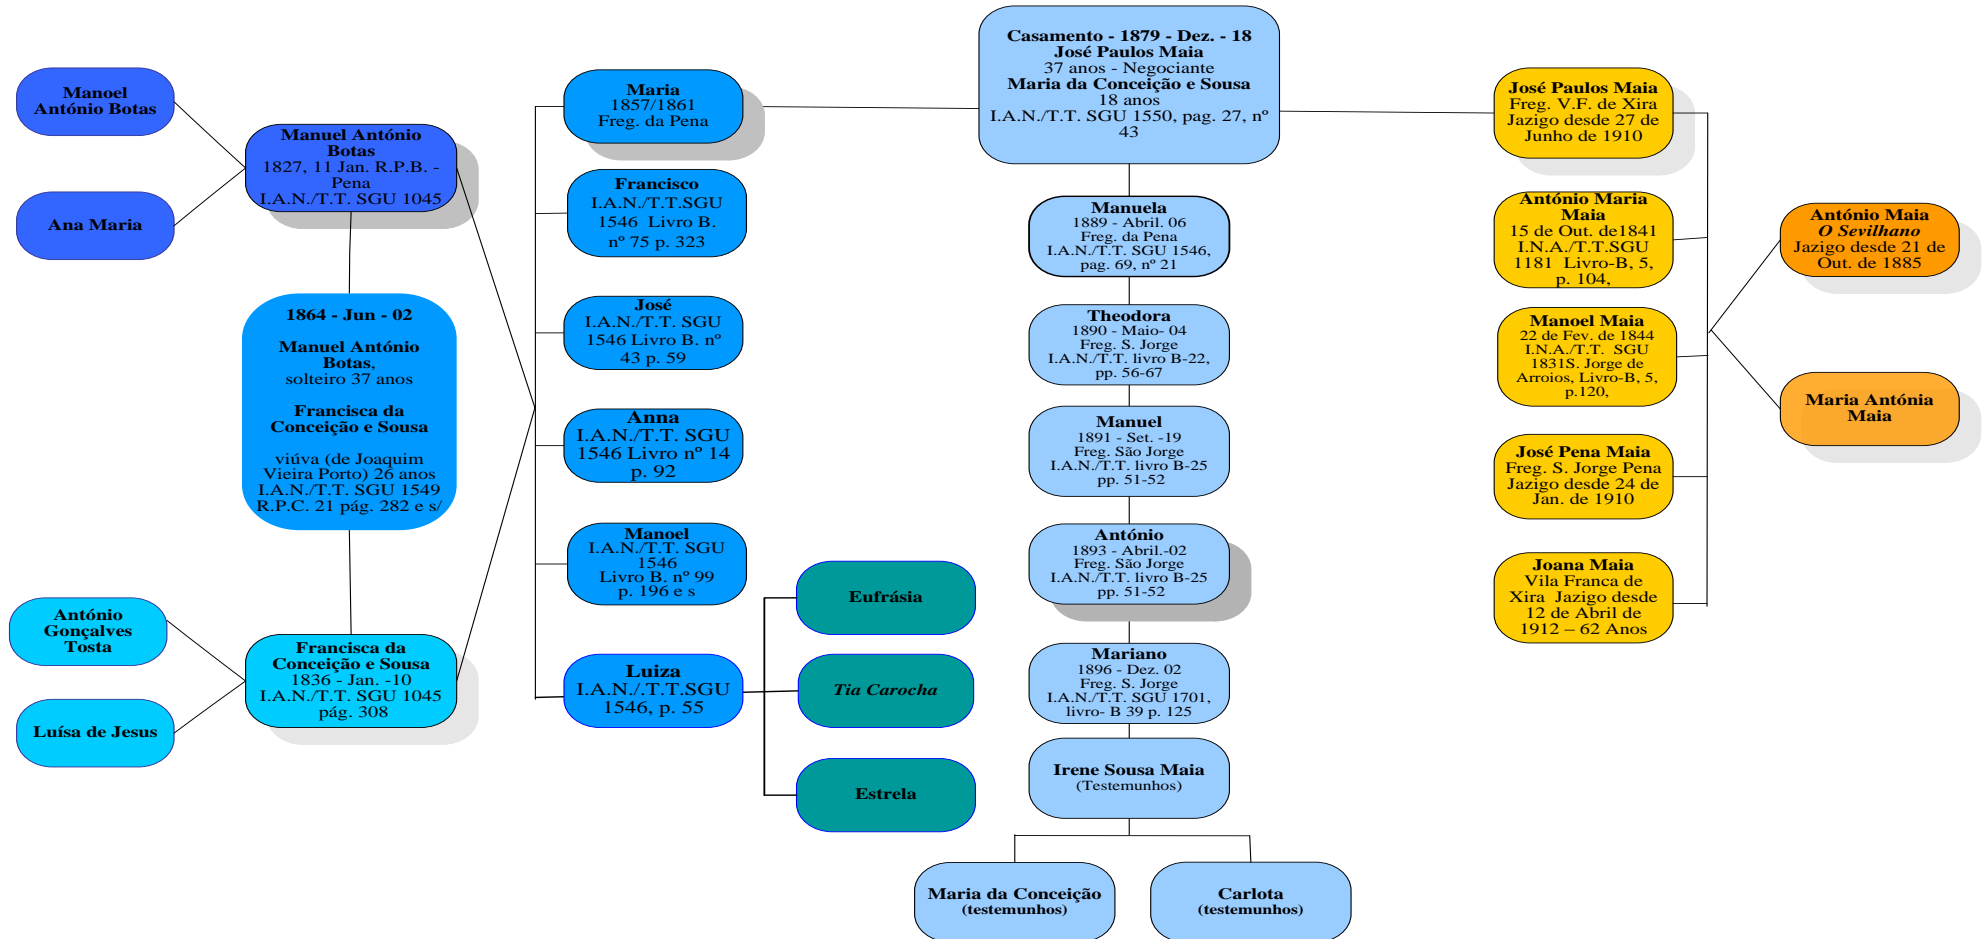 Manoel
António Botas
Ana Maria
Manuel António
Botas
1827, 11 Jan. R.P.B. -
Pena
I.A.N./T.T. SGU 1045
1864 - Jun - 02
Manuel António
Botas,
solteiro 37 anos
Francisca da
Conceição e Sousa
viúva (de Joaquim
Vieira Porto) 26 anos
I.A.N./T.T. SGU 1549
R.P.C. 21 pág. 282 e s/
António
Gonçalves
Tosta
Luísa de Jesus
Francisca da
Conceição e Sousa
1836 - Jan. -10
I.A.N./T.T. SGU 1045
pág. 308
Maria
1857/1861
Freg. da Pena
Francisco
I.A.N./T.T.SGU
1546 Livro B.
nº 75 p. 323
José
I.A.N./T.T. SGU
1546 Livro B. nº
43 p. 59
Anna
I.A.N./T.T. SGU
1546 Livro nº 14
p. 92
Manoel
I.A.N./T.T. SGU
1546
Livro B. nº 99
p. 196 e s
Luiza
I.A.N./.T.T.SGU
1546, p. 55
Eufrásia
Tia Carocha
Estrela
Casamento - 1879 - Dez. - 18
José Paulos Maia
37 anos - Negociante
Maria da Conceição e Sousa
18 anos
I.A.N./T.T. SGU 1550, pag. 27, nº
43
Manuela
1889 - Abril. 06
Freg. da Pena
I.A.N./T.T. SGU 1546,
pag. 69, nº 21
Theodora
1890 - Maio- 04
Freg. S. Jorge
I.A.N./T.T. livro B-22,
pp. 56-67
Manuel
1891 - Set. -19
Freg. São Jorge
I.A.N./T.T. livro B-25
pp. 51-52
António
1893 - Abril.-02
Freg. São Jorge
I.A.N./T.T. livro B-25
pp. 51-52
Mariano
1896 - Dez. 02
Freg. S. Jorge
I.A.N./T.T. SGU 1701,
livro- B 39 p. 125
Irene Sousa Maia
(Testemunhos)
Maria da Conceição
(testemunhos)
Carlota
(testemunhos)
José Paulos Maia
Freg. V.F. de Xira
Jazigo desde 27 de
Junho de 1910
António Maria
Maia
15 de Out. de1841
I.N.A./T.T.SGU
1181 Livro-B, 5,
p. 104,
Manoel Maia
22 de Fev. de 1844
I.N.A./T.T. SGU
1831S. Jorge de
Arroios, Livro-B, 5,
p.120,
José Pena Maia
Freg. S. Jorge Pena
Jazigo desde 24 de
Jan. de 1910
Joana Maia
Vila Franca de
Xira Jazigo desde
12 de Abril de
1912 – 62 Anos
António Maia
O Sevilhano
Jazigo desde 21 de
Out. de 1885
Maria Antónia
Maia